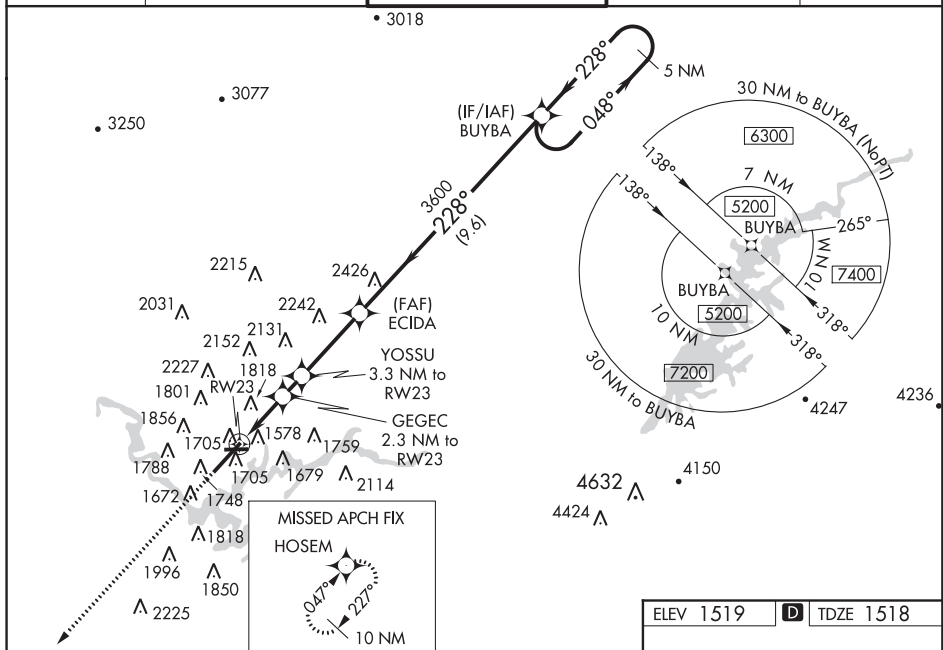 3018
3077
3250
228°
5 NM
048°
(IF/IAF)
BUYBA
3600
228°
(9.6)
30 NM to BUYBA (NoPT)
6300
138°
7 NM
5200
BUYBA
265°
10 NM
7400
318°
138°
BUYBA
5200
10 NM
318°
7200
30 NM to BUYBA
2215
2426
2031
2242
(FAF)
ECIDA
2131
2152
YOSSU
3.3 NM to
RW23
2227
1818
RW23
1801
GEGEC
2.3 NM to
RW23
1856
1705
1578
1759
1788
1705
1679
1672
1748
2114
4247
4236
4632
4150
4424
1818
1996
1850
2225
MISSED APCH FIX
HOSEM
047°
227°
10 NM
ELEV 1519 D TDZE 1518